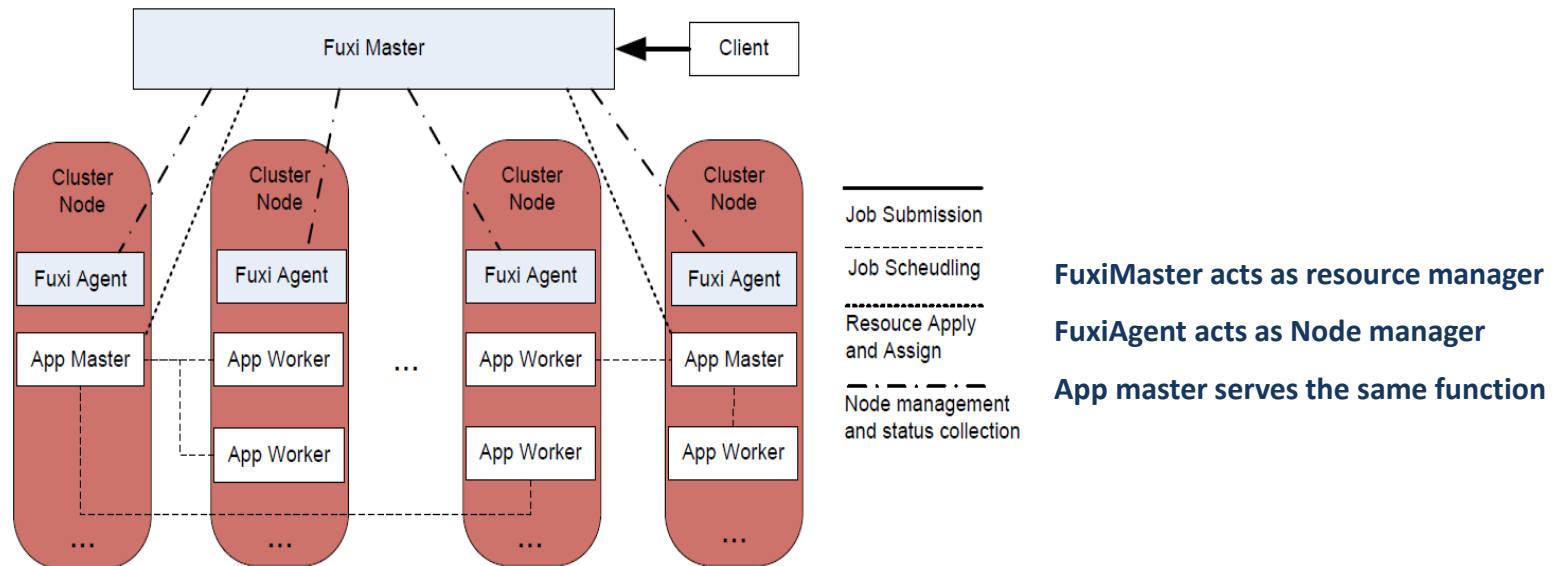 Fuxi Master
Client
Cluster
Node
Fuxi Agent
App Master
...
Cluster
Node
Fuxi Agent
App Worker
App Worker
...
...
Cluster
Node
Fuxi Agent
App Worker
App Worker
...
Cluster
Node
Fuxi Agent
App Master
App Worker
...
Job Submission
Job Scheudling
Resouce Apply
and Assign
Node management
and status collection
FuxiMaster acts as resource manager
FuxiAgent acts as Node manager
App master serves the same function